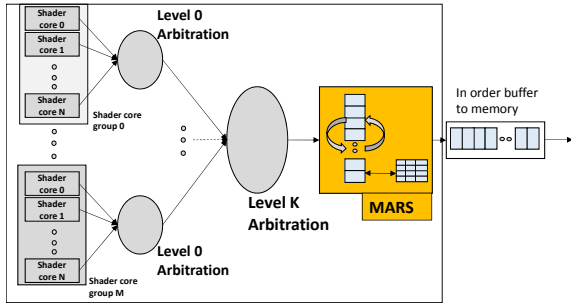 Shader
core 0
Shader
core 1
Shader
core N
Shader core
group 0
Level 0
Arbitration
Level K
Arbitration
MARS
In order buffer
to memory
Shader
core 0
Shader
core 1
Shader
core N
Shader core
group M
Level 0
Arbitration